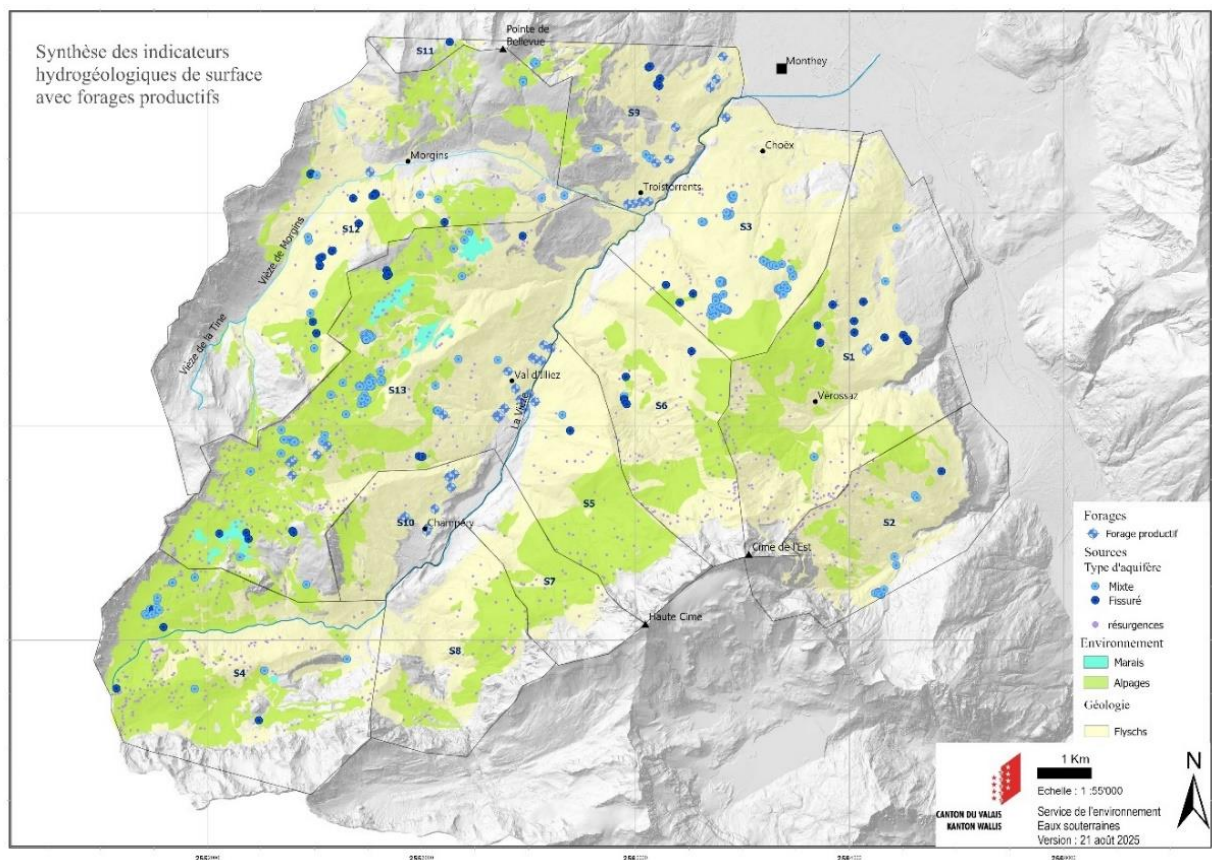 Synthèse des indicateurs
hydrogéologiques de surface
avec forages productifs
S11
Pointe de
Bellevue
Monthey
S9
Choëx
Morgins
Troistorrents
S3
S12
Vièze de Morgins
Vièze de la Tine
S1
Val d'Illiez
S13
La Vièze
S6
Vérossaz
S5
S10
Champéry
S2
Cime de l'Est
S7
Haute Cime
S8
S4
Forages
Forage productif
Sources
Type d'aquifère
Mixte
Fissuré
résurgences
Environnement
Marais
Alpages
Géologie
Flyschs
1 Km
N
Echelle : 1 :55'000
CANTON DU VALAIS
KANTON WALLIS
Service de l'environnement
Eaux souterraines
Version : 21 août 2025